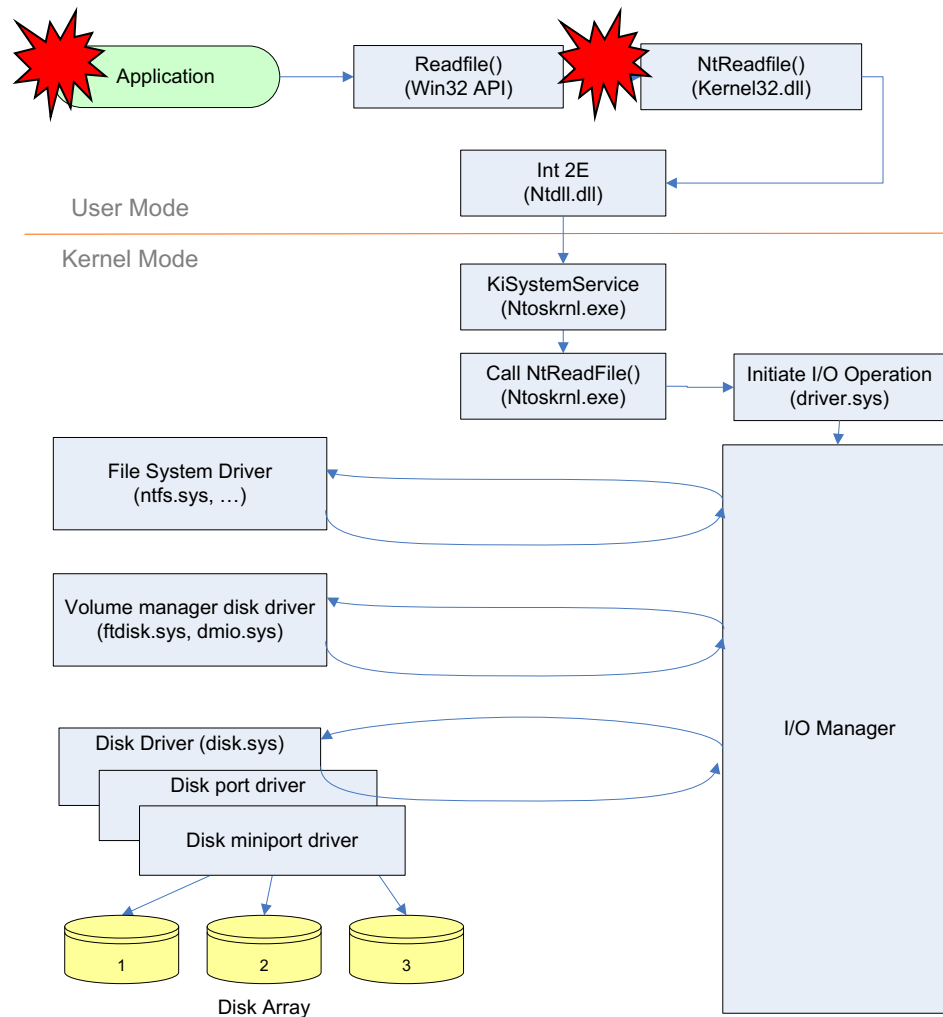 Application
Readfile()
(Win32 API)
NtReadfile()
(Kernel32.dll)
Int 2E
(Ntdll.dll)
User Mode
Kernel Mode
KiSystemService
(Ntoskrnl.exe)
Call NtReadFile()
(Ntoskrnl.exe)
Initiate I/O Operation
(driver.sys)
File System Driver
(ntfs.sys, …)
Volume manager disk driver
(ftdisk.sys, dmio.sys)
I/O Manager
Disk Driver (disk.sys)
Disk port driver
Disk miniport driver
1
2
3
Disk Array